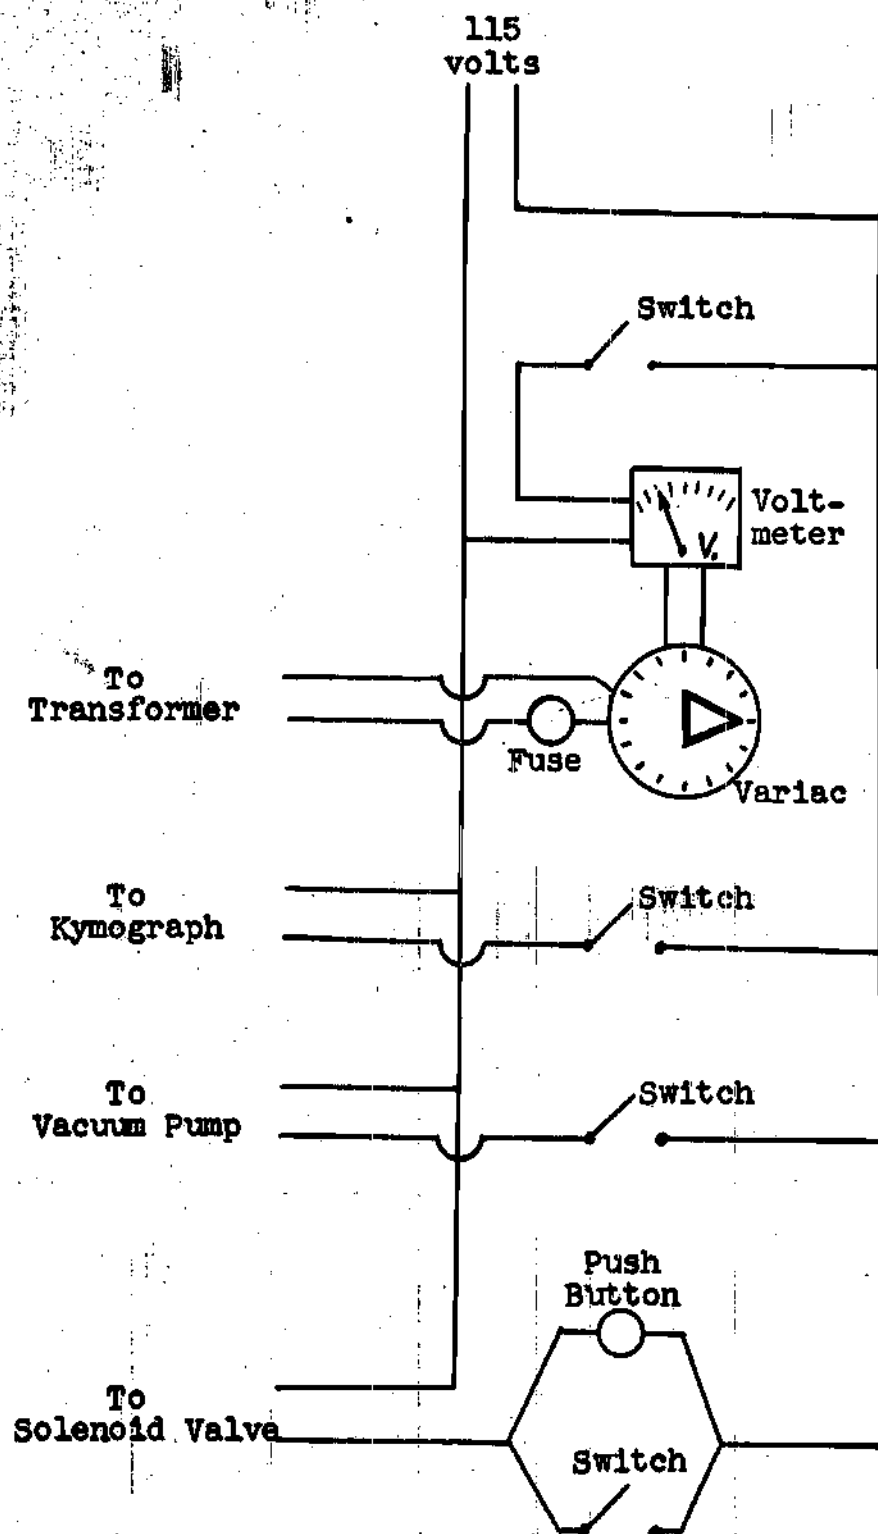 115
volts
Switch
Volt-
meter
V.
To
Transformer
Fuse
Variac
To
Kymograph
Switch
To
Vacuum Pump
Switch
Push
Button
To
Solenoid Valve
Switch